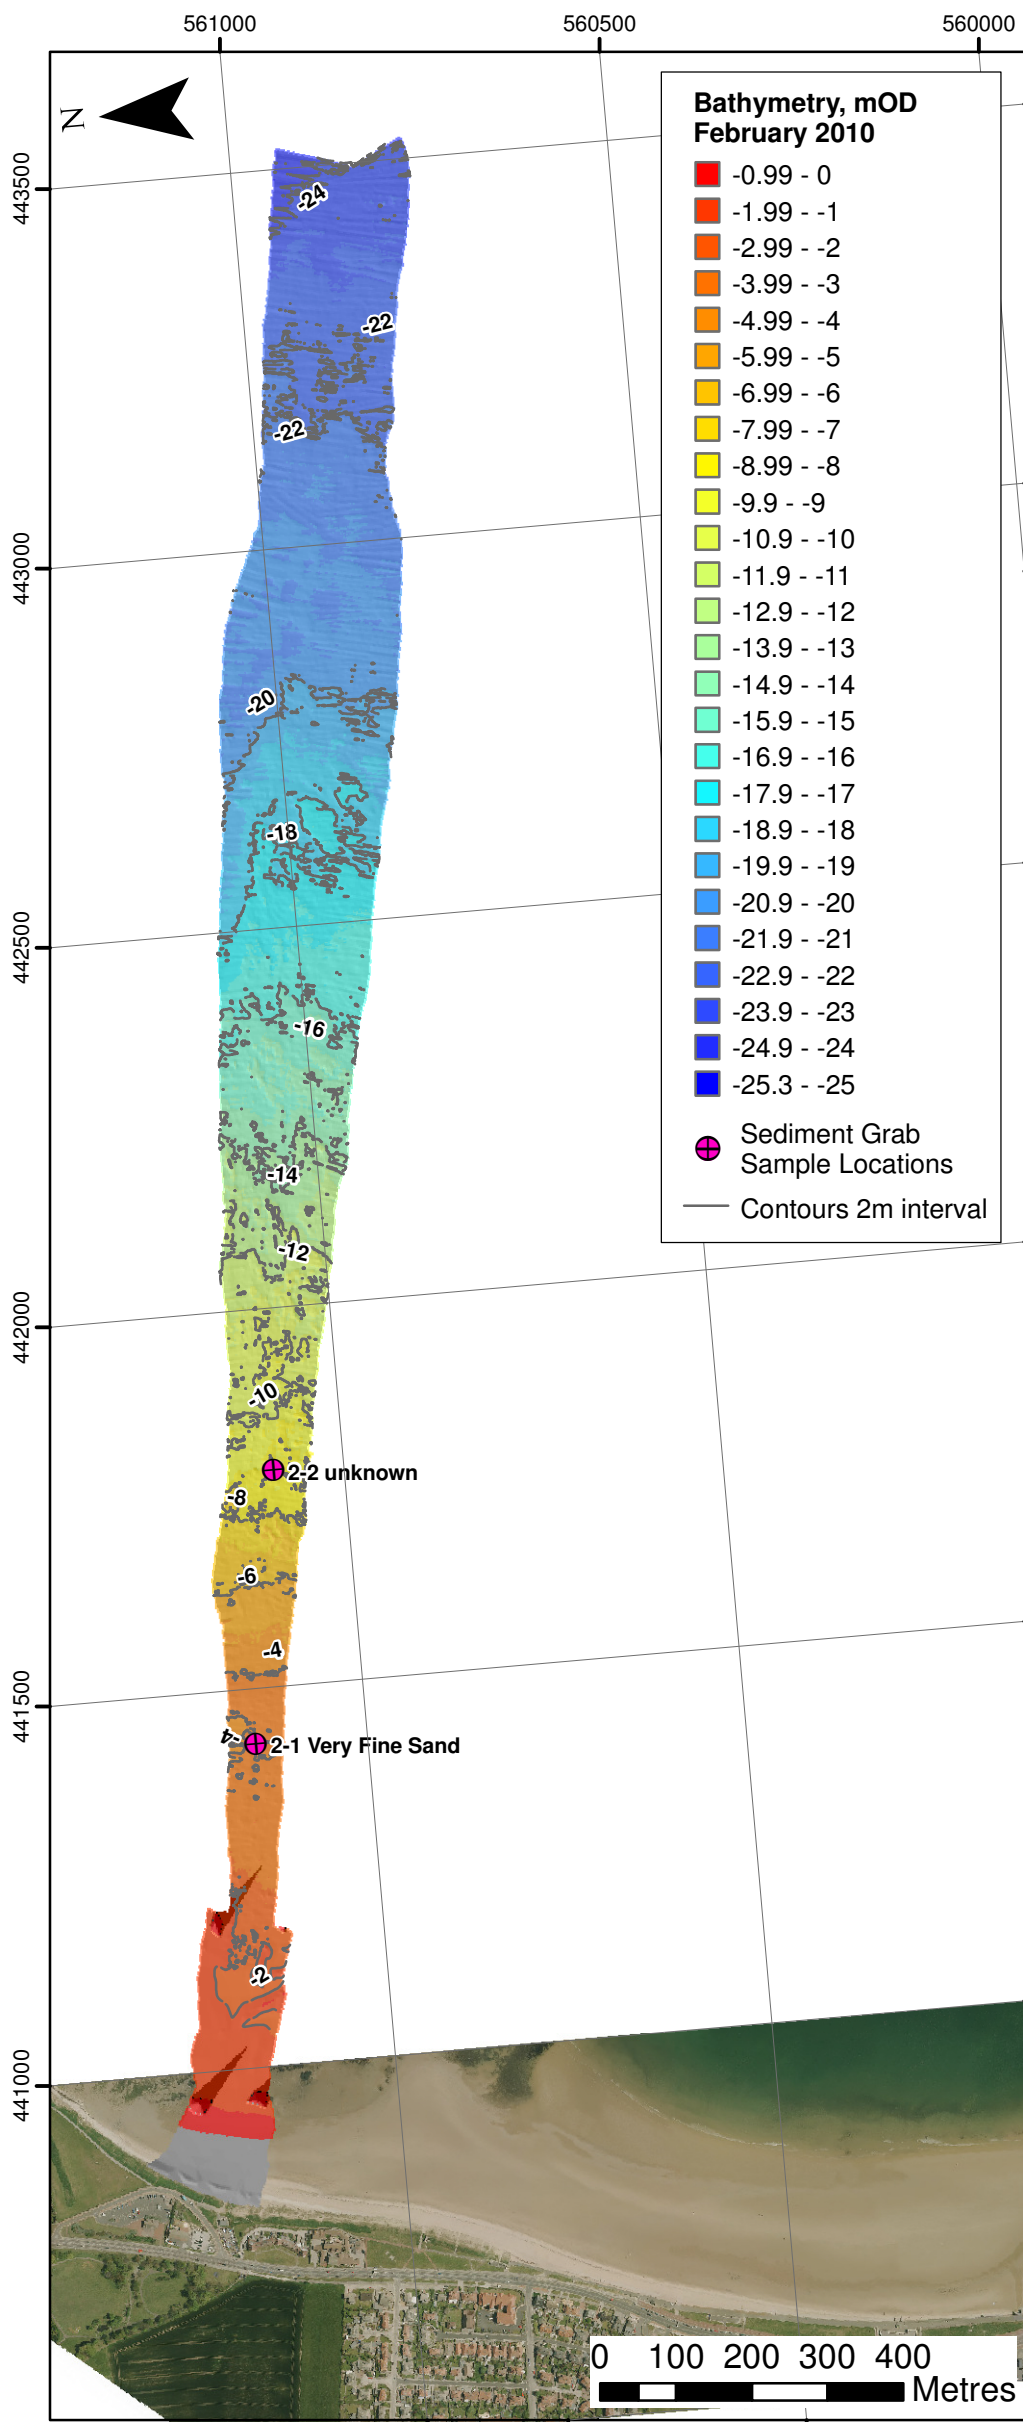 561000 560500 560000
N
Bathymetry, mOD
February 2010
-0.99 - 0
-1.99 - -1
-2.99 - -2
-3.99 - -3
-4.99 - -4
-5.99 - -5
-6.99 - -6
-7.99 - -7
-8.99 - -8
-9.9 - -9
-10.9 - -10
-11.9 - -11
-12.9 - -12
-13.9 - -13
-14.9 - -14
-15.9 - -15
-16.9 - -16
-17.9 - -17
-18.9 - -18
-19.9 - -19
-20.9 - -20
-21.9 - -21
-22.9 - -22
-23.9 - -23
-24.9 - -24
-25.3 - -25
Sediment Grab
Sample Locations
Contours 2m interval
443500
-24
-22
-22
443000
-20
-18
442500
-16
-14
-12
442000
-10
2-2 unknown
-8
-6
-4
441500
-4
2-1 Very Fine Sand
-2
441000
0 100 200 300 400
Metres